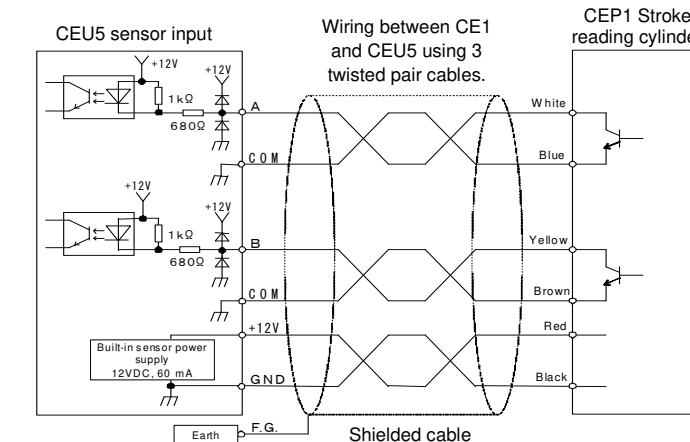 CEU5 sensor input
Wiring between CE1
and CEU5 using 3
twisted pair cables.
CEP1 Stroke
reading cylinde
+12V
+12V
1kΩ
680Ω
A
White
COM
Blue
+12V
+12V
1kΩ
680Ω
B
Yellow
COM
Brown
+12V
Red
Built-in sensor power
supply
12VDC, 60 mA
GND
Black
Earth
F.G.
Shielded cable